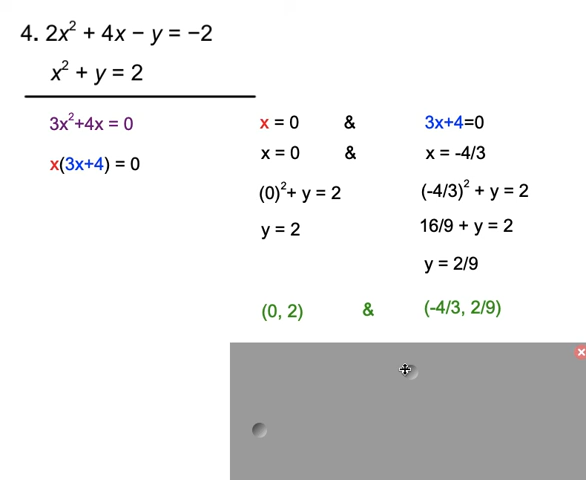 4. 2x² + 4x − y = −2
x² + y = 2
3x²+4x = 0
x(3x+4) = 0
x = 0 & 3x+4=0
x = 0 & x = -4/3
(0)²+ y = 2 (-4/3)² + y = 2
y = 2 16/9 + y = 2
y = 2/9
(0, 2) & (-4/3, 2/9)